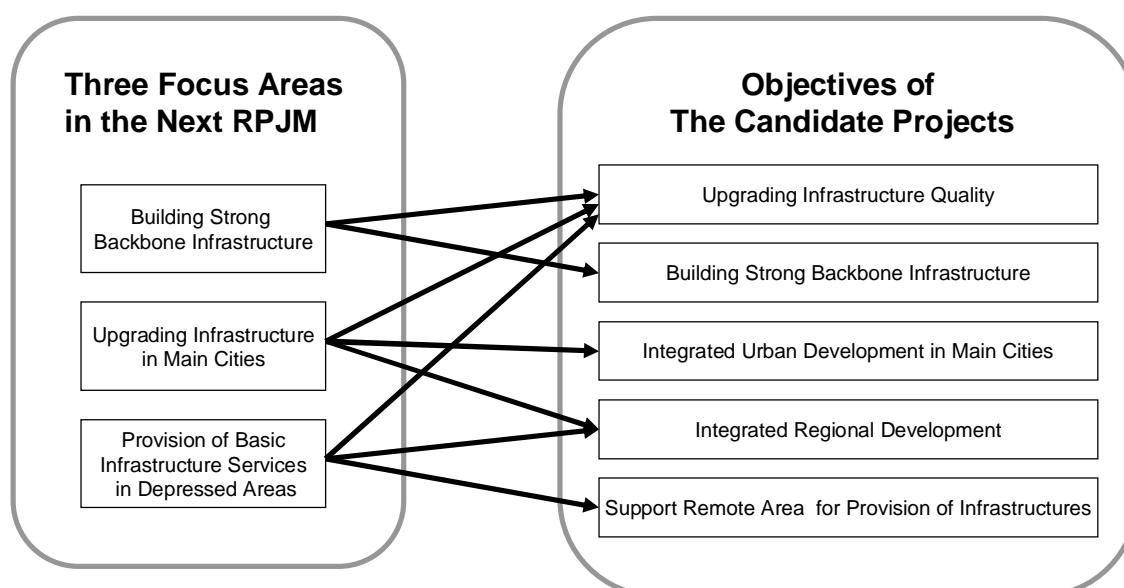 Three Focus Areas
in the Next RPJM
Building Strong
Backbone Infrastructure
Upgrading Infrastructure
in Main Cities
Provision of Basic
Infrastructure Services
in Depressed Areas
Objectives of
The Candidate Projects
Upgrading Infrastructure Quality
Building Strong Backbone Infrastructure
Integrated Urban Development in Main Cities
Integrated Regional Development
Support Remote Area  for Provision of Infrastructures